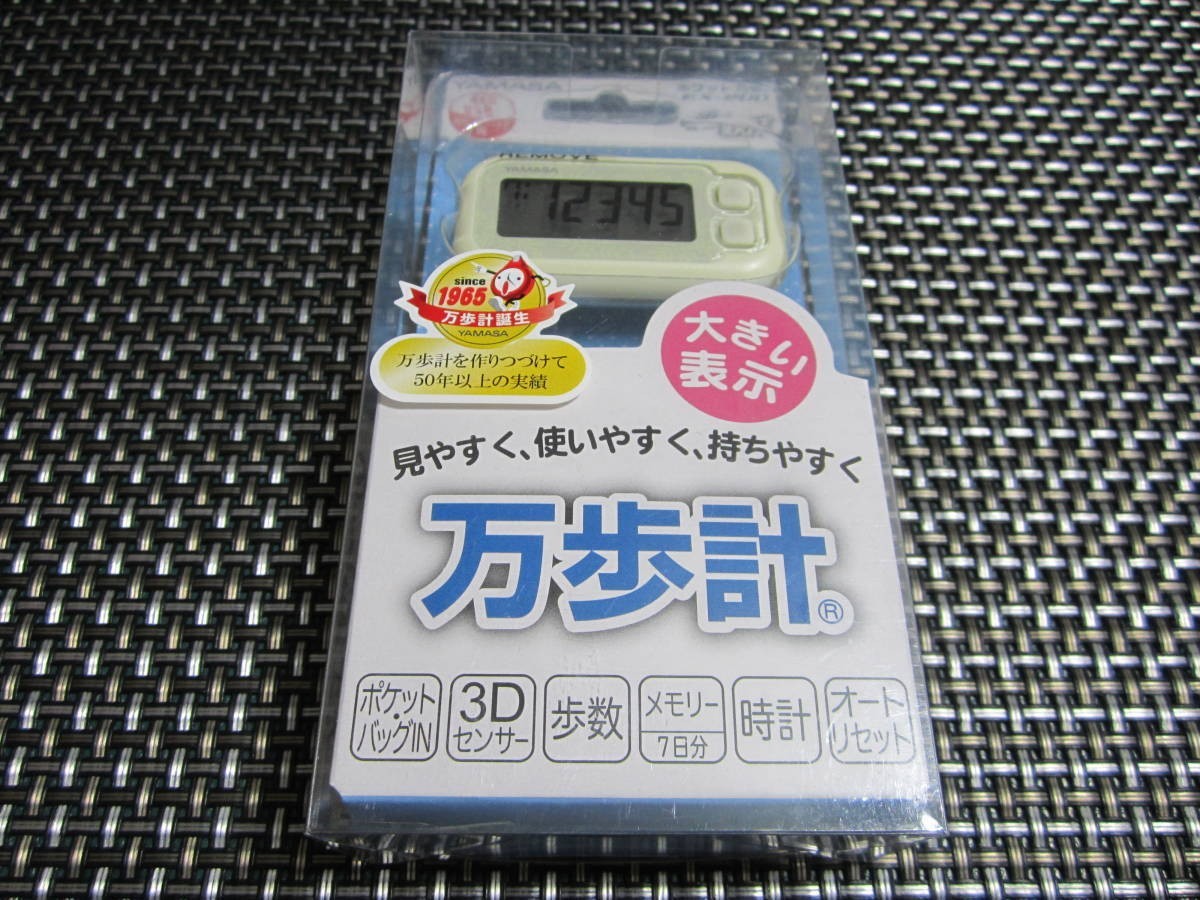 YAMASA
REMOVE
YAMASA
12345
since
1965
万歩計誕生
YAMASA
万歩計を作りつづけて
50年以上の実績
大きい
表示
見やすく、使いやすく、持ちやすく
万歩計®
ポケット・
バッグIN
3D
センサー
歩数
メモリー
7日分
時計
オート
リセット